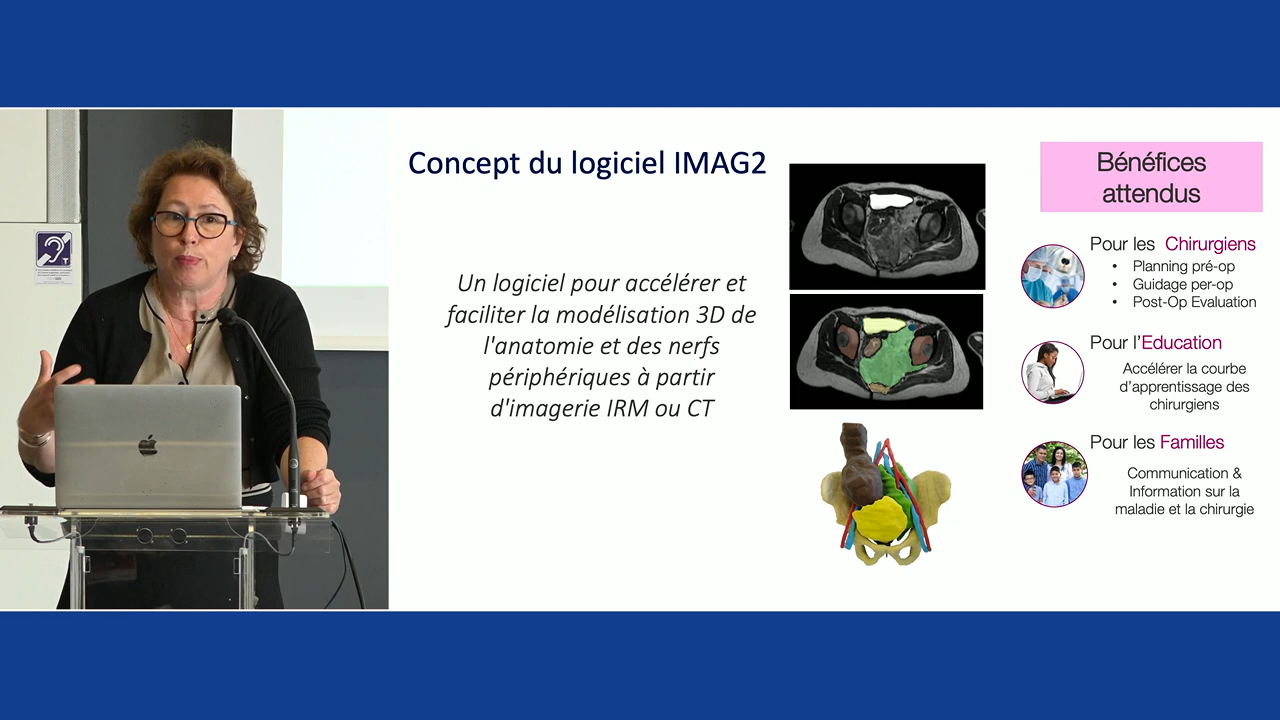 Concept du logiciel IMAG2
Un logiciel pour accélérer et
faciliter la modélisation 3D de
l'anatomie et des nerfs
périphériques à partir
d'imagerie IRM ou CT
Bénéfices
attendus
Pour les Chirurgiens
• Planning pré-op
• Guidage per-op
• Post-Op Evaluation
Pour l'Education
Accélérer la courbe
d'apprentissage des
chirurgiens
Pour les Familles
Communication &
Information sur la
maladie et la chirurgie